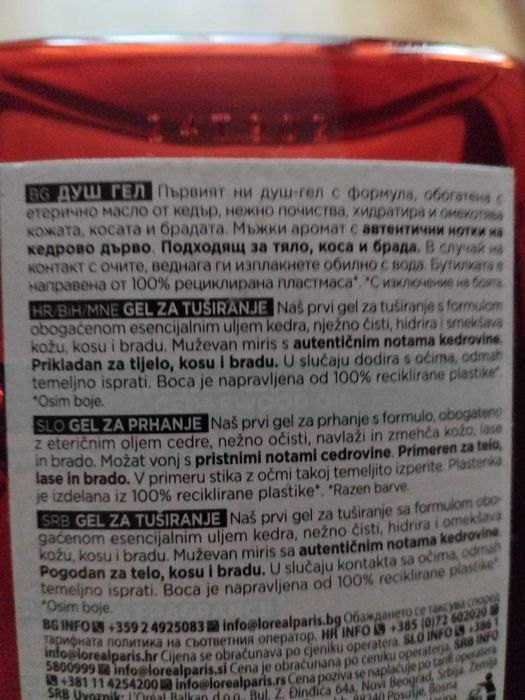 24T202
BG ДУШ ГЕЛ Първият ни душ-гел с формула, обогатена с
етерично масло от кедър, нежно почиства, хидратира и омекотява
кожата, косата и брадата. Мъжки аромат с автентични нотки на
кедрово дърво. Подходящ за тяло, коса и брада. В случай на
контакт с очите, веднага ги изплакнете обилно с вода. Бутилката е
направена от 100% рециклирана пластмаса*. *С изключение на боята.
HR/BiH/MNE GEL ZA TUŠIRANJE Naš prvi gel za tuširanje s formulom
obogaćenom esencijalnim uljem kedra, nježno čisti, hidrira i smekšava
kožu, kosu i bradu. Muževan miris s autentičnim notama kedrovine.
Prikladan za tijelo, kosu i bradu. U slučaju dodira s očima, odmah
temeljno isprati. Boca je napravljena od 100% reciklirane plastike*.
*Osim boje.
SLO GEL ZA PRHANJE Naš prvi gel za prhanje s formulo, obogateno
z eteričnim oljem cedre, nežno očisti, navlaži in zmehča kožo, lase
in brado. Možat vonj s pristnimi notami cedrovine. Primeren za telo,
lase in brado. V primeru stika z očmi takoj temeljito izperite. Plastenka
je izdelana iz 100% reciklirane plastike*. *Razen barve.
SRB GEL ZA TUŠIRANJE Naš prvi gel za tuširanje sa formulom obo-
gaćenom esencijalnim uljem kedra, nežno čisti, hidrira i omekšava
kožu, kosu i bradu. Muževan miris sa autentičnim notama kedrovine.
Pogodan za telo, kosu i bradu. U slučaju kontakta sa očima, odmah
temeljno isprati. Boca je napravljena od 100% reciklirane plastike*.
*Osim boje.
BG INFO +359 2 4925083 info@lorealparis.bg Обаждането се таксува според
тарифната политика на съответния оператор. HR INFO +385 (0)72 602020
info@lorealparis.hr Cijena se obračunava po cjeniku operatera. SLO INFO +386 1
5800999 info@lorealparis.si Cena je obračunana po ceniku operaterja. SRB INFO
+381 11 4254200 info@lorealparis.rs Cena poziva se naplaćuje po tarifi operatera.
SRB Uvoznik: L'Oréal Balkan d.o.o., Bul. Z. Đinđića 64a, Novi Beograd, Srbija. Zemlja
Posušje, Bosna